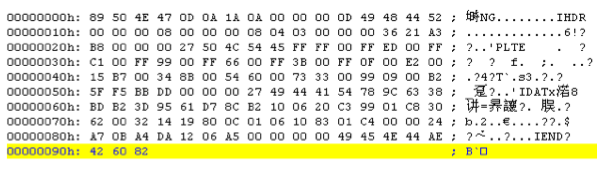 00000000h: 89 50 4E 47 0D 0A 1A 0A 00 00 00 0D 49 48 44 52 ; 塒NG........IHDR
00000010h: 00 00 00 08 00 00 00 08 04 03 00 00 00 36 21 A3 ; .............6!?
00000020h: B8 00 00 00 27 50 4C 54 45 FF FF 00 FF ED 00 FF ; ?..'PLTE . ?
00000030h: C1 00 FF 99 00 FF 66 00 FF 3B 00 FF 0F 00 E2 00 ; ? ? f. ;. ..?
00000040h: 15 B7 00 34 8B 00 54 60 00 73 33 00 99 09 00 B2 ; .?4?T`.s3.?.?
00000050h: 5F F5 BB DD 00 00 00 27 49 44 41 54 78 9C 63 38 ; ..'IDATx渃8
00000060h: BD B2 3D 95 61 D7 8C B2 10 06 20 C3 99 01 C8 30 ; 讲=昦讓?. 脵.?
00000070h: 62 00 32 14 19 80 0C 01 06 10 83 01 C4 00 00 24 ; b.2..€....??.$
00000080h: A7 0B A4 DA 12 06 A5 00 00 00 00 49 45 4E 44 AE ; ?..?...IEND?
00000090h: 42 60 82 ; B`